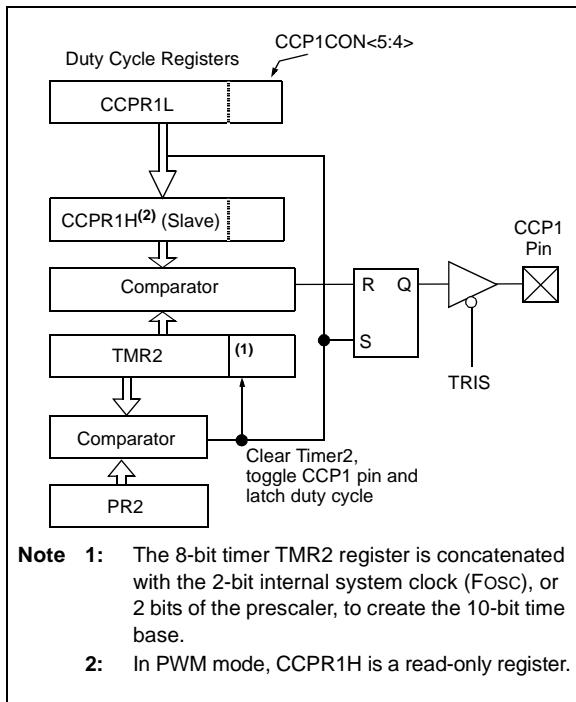 CCP1CON<5:4>
Duty Cycle Registers
CCPR1L
CCPR1H(2) (Slave)
CCP1
Pin
Comparator
R Q
TMR2 (1)
S
TRIS
Comparator
Clear Timer2,
toggle CCP1 pin and
latch duty cycle
PR2
Note 1: The 8-bit timer TMR2 register is concatenated
with the 2-bit internal system clock (FOSC), or
2 bits of the prescaler, to create the 10-bit time
base.
2: In PWM mode, CCPR1H is a read-only register.